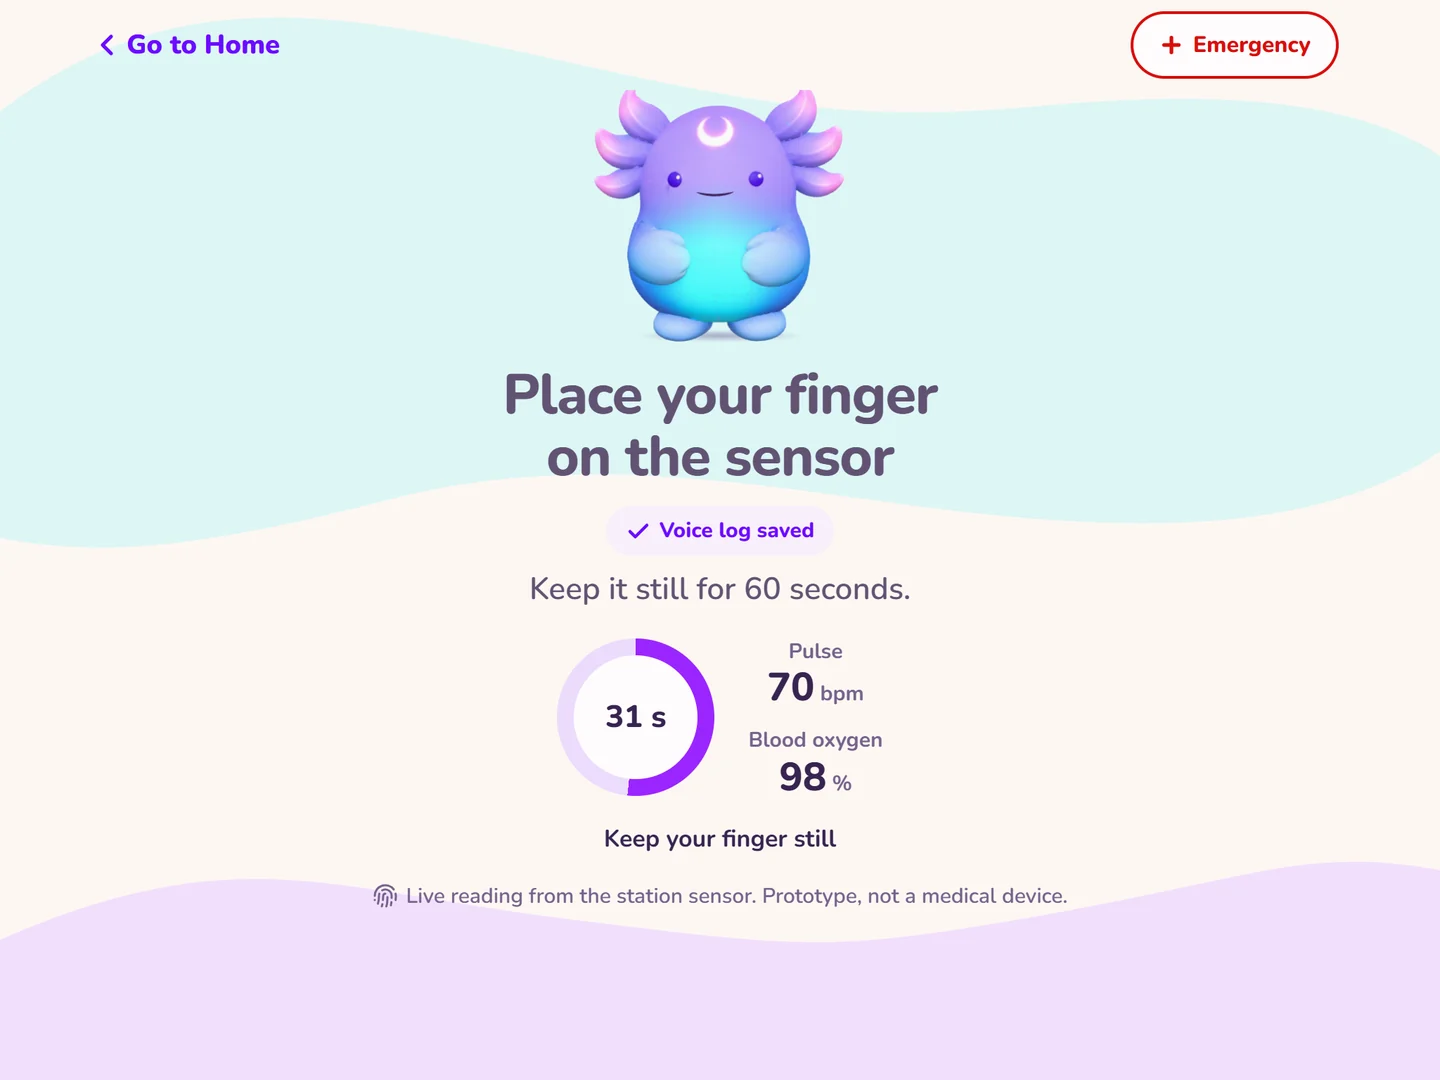 Go to Home
Emergency
Place your finger
on the sensor
Voice log saved
Keep it still for 60 seconds.
31 s
Pulse
70 bpm
Blood oxygen
98 %
Keep your finger still
Live reading from the station sensor. Prototype, not a medical device.